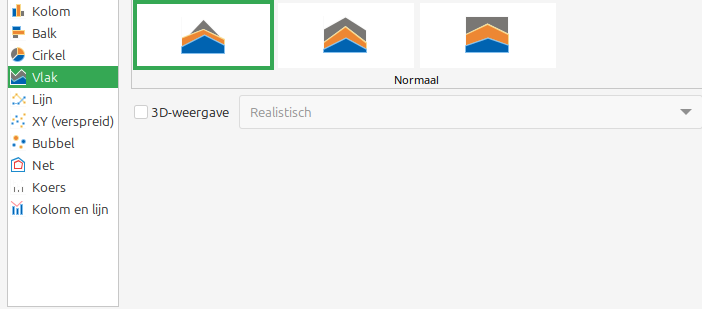 Kolom
Balk
Cirkel
Vlak
Lijn
XY (verspreid)
Bubbel
Net
Koers
Kolom en lijn
Normaal
3D-weergave
Realistisch